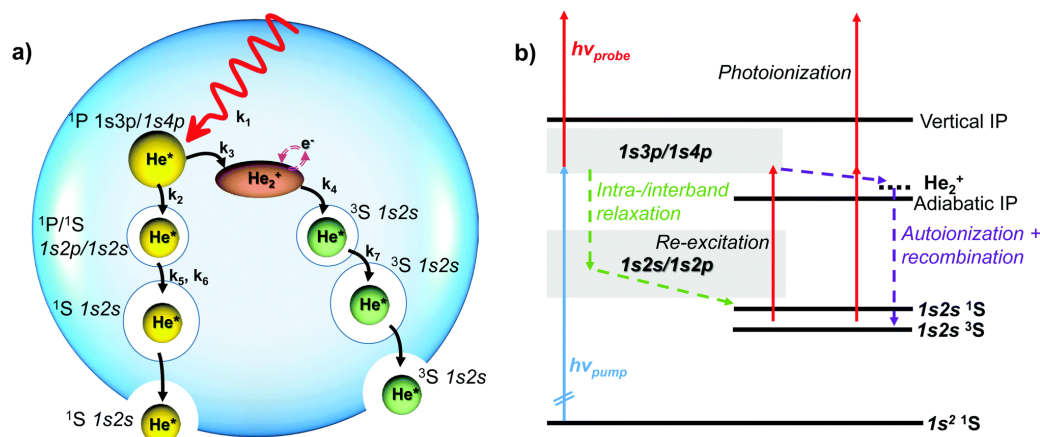 a)
k₁
¹P 1s3p/1s4p
He*
k₃
e⁻
He₂⁺
k₂
k₄
¹P/¹S
1s2p/1s2s
He*
³S 1s2s
He*
k₇
k₅, k₆
³S 1s2s
He*
¹S 1s2s
He*
³S 1s2s
He*
¹S 1s2s
He*
b)
hνprobe
Photoionization
Vertical IP
1s3p/1s4p
He₂⁺
Adiabatic IP
Intra-/interband
relaxation
Autoionization +
recombination
Re-excitation
1s2s/1s2p
1s2s ¹S
1s2s ³S
hνpump
1s² ¹S